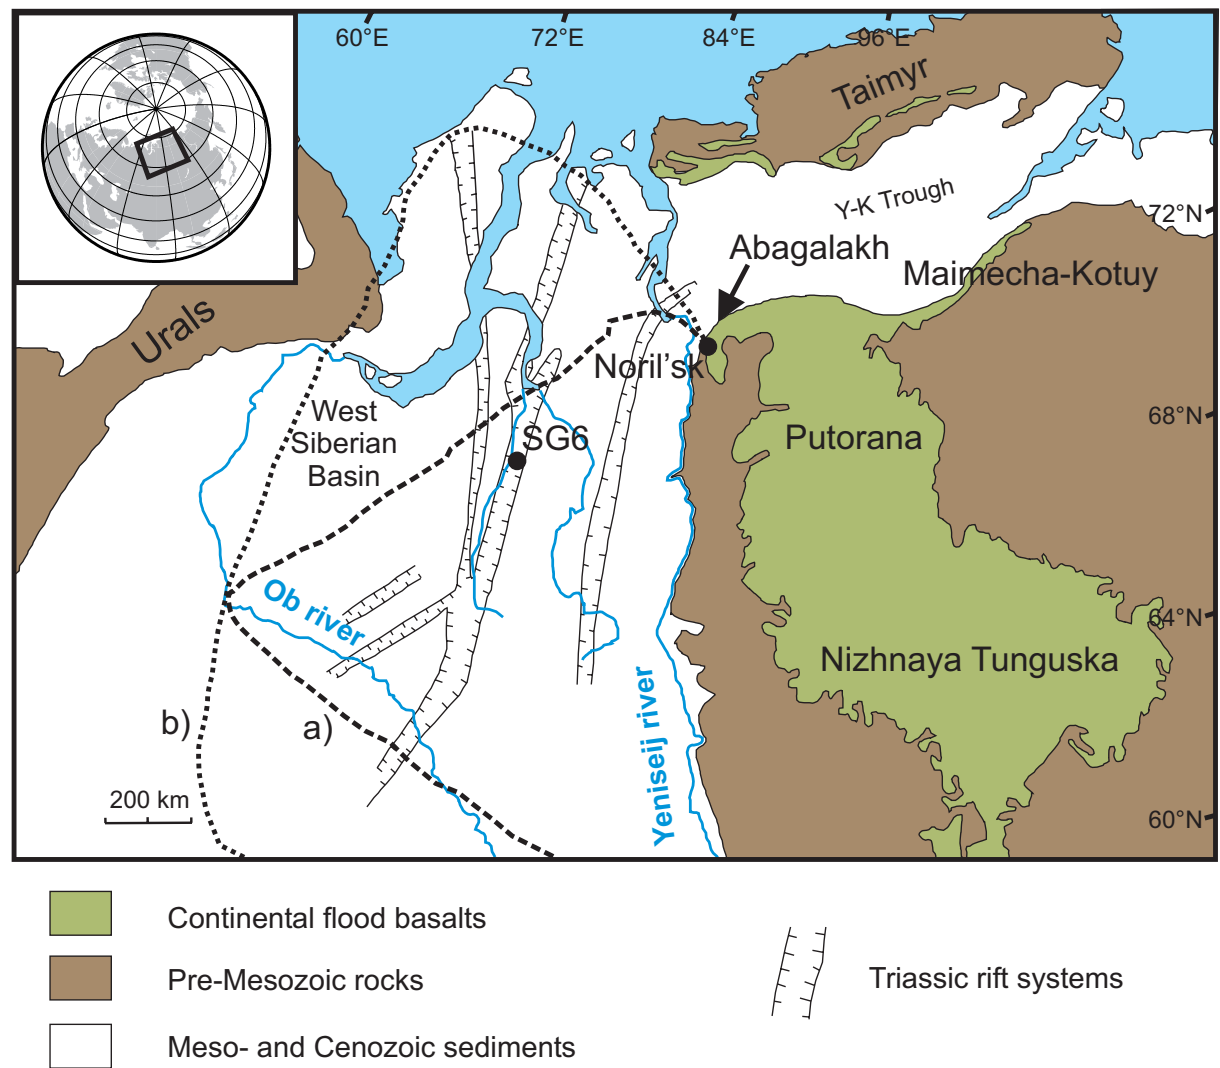 60°E
72°E
84°E
96°E
Taimyr
Y-K Trough
72°N
Abagalakh
Maimecha-Kotuy
Urals
Noril'sk
West
Siberian
Basin
68°N
SG6
Putorana
Ob river
64°N
Nizhnaya Tunguska
b)
a)
Yeniseij river
200 km
60°N
Continental flood basalts
Pre-Mesozoic rocks
Triassic rift systems
Meso- and Cenozoic sediments